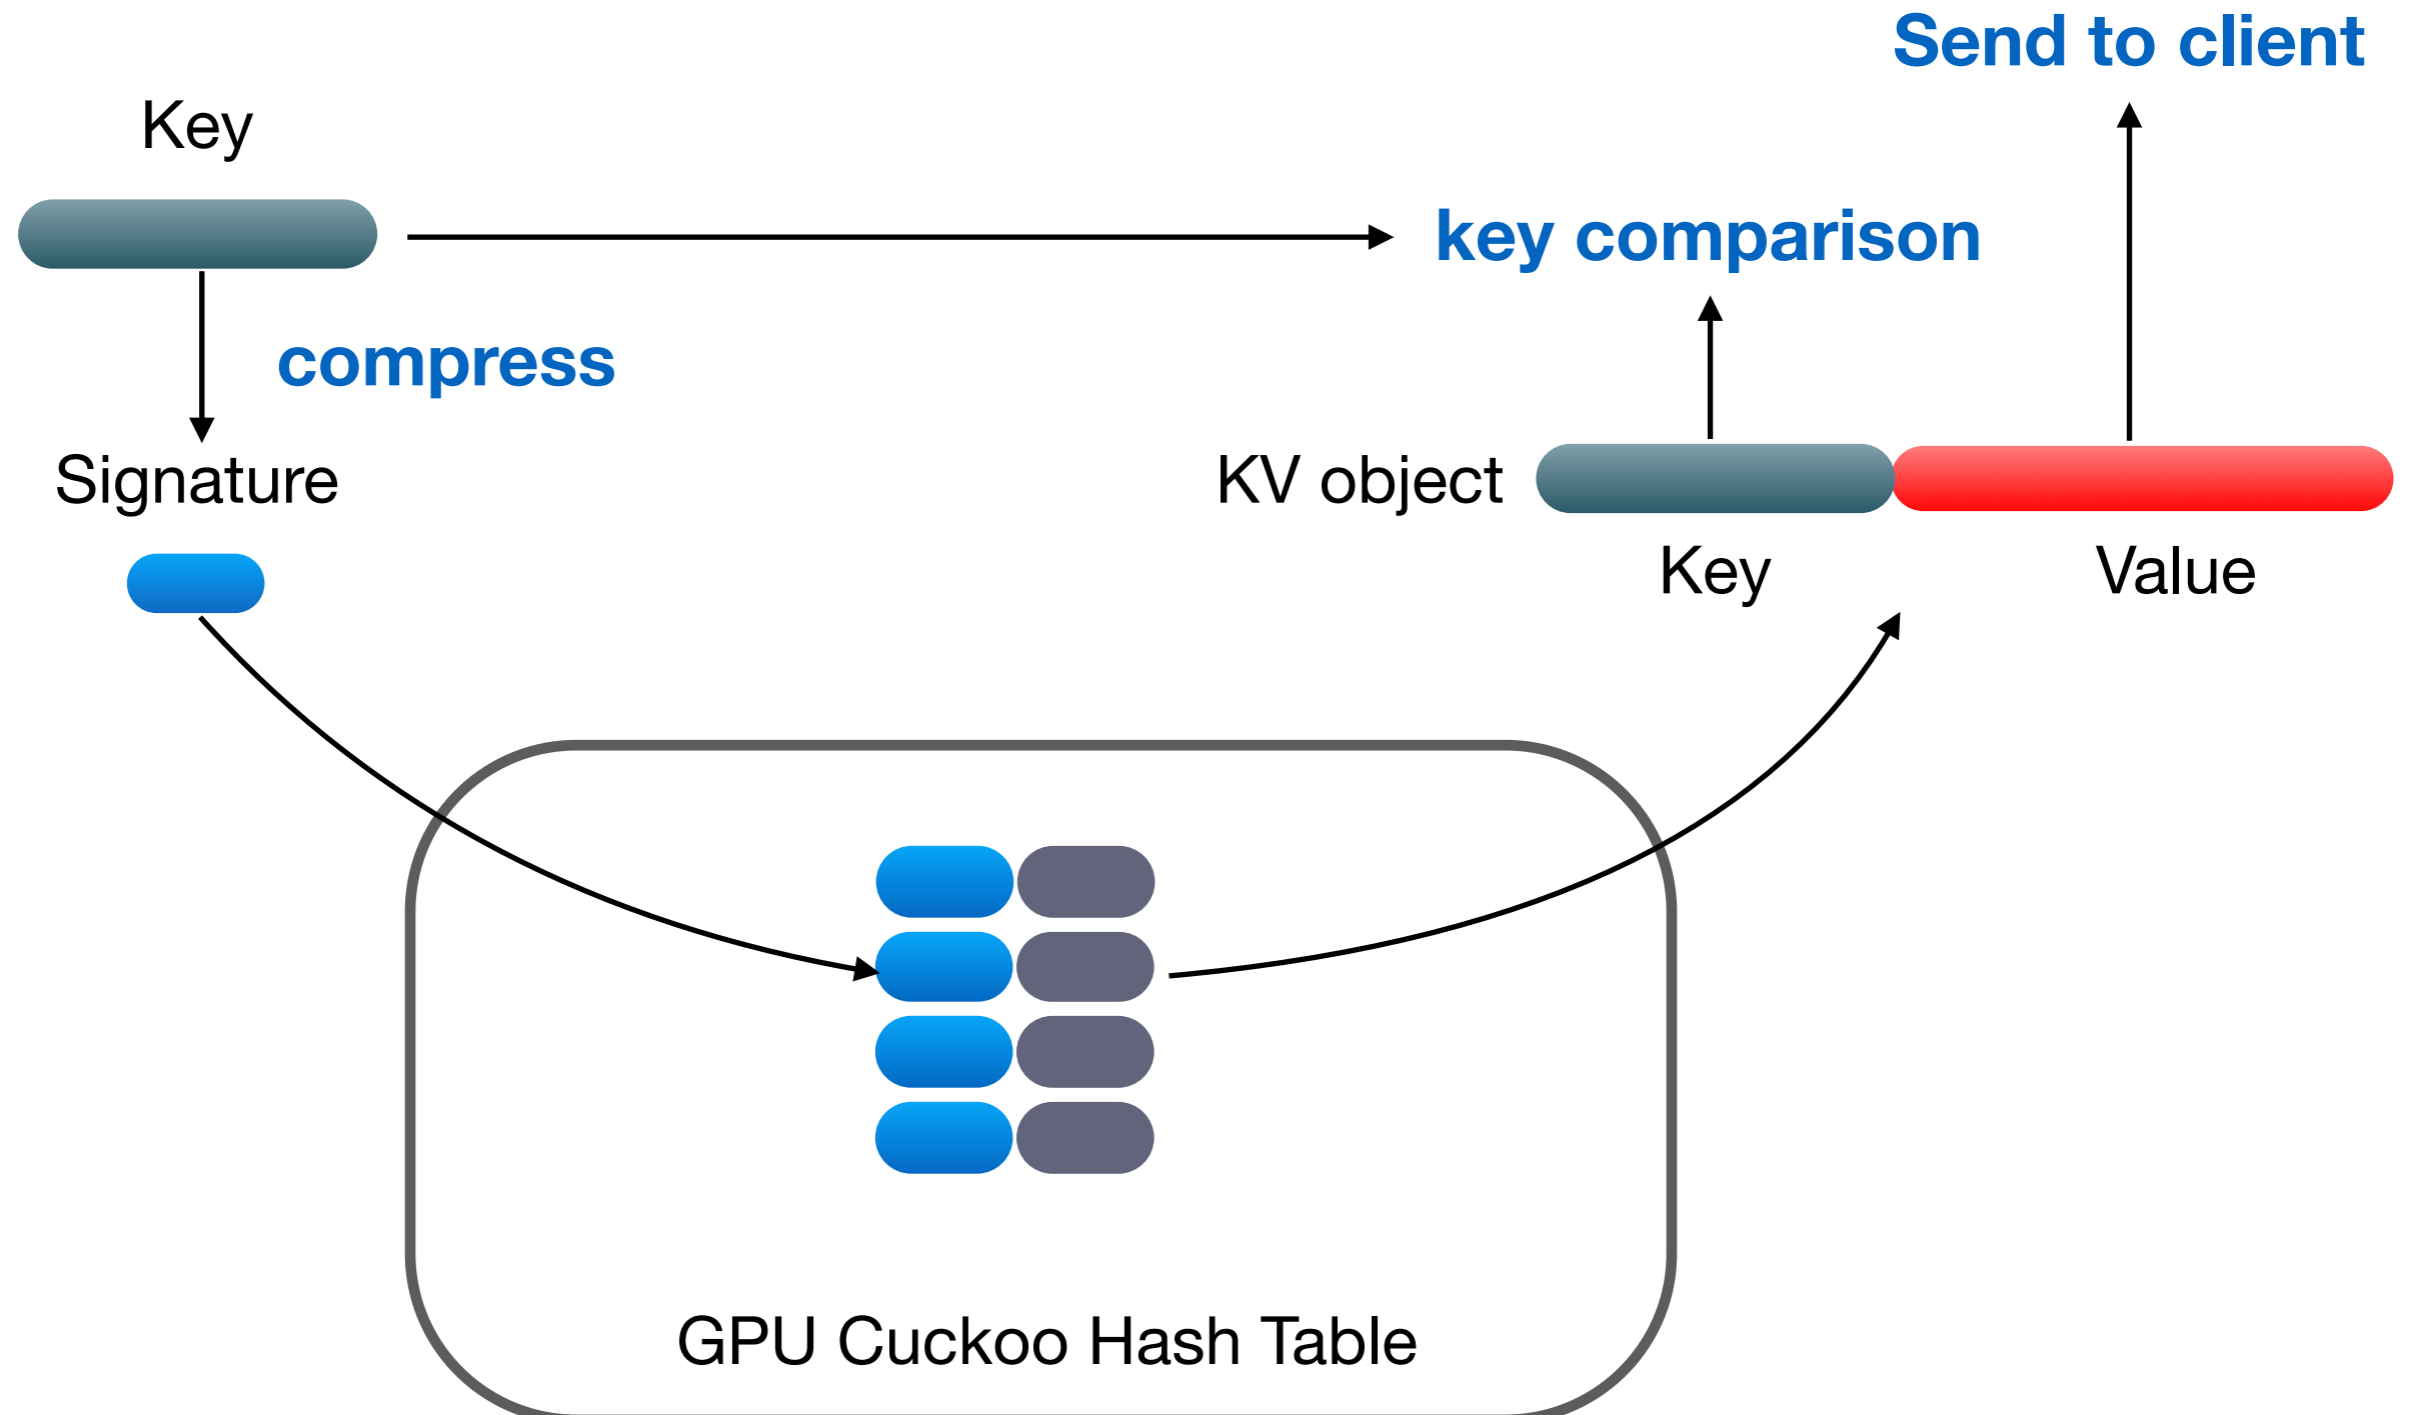 Send to client
Key
key comparison
compress
Signature
KV object
Key
Value
GPU Cuckoo Hash Table